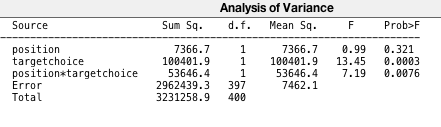 Analysis of Variance
Source Sum Sq. d.f. Mean Sq. F Prob>F
position 7366.7 1 7366.7 0.99 0.321
targetchoice 100401.9 1 100401.9 13.45 0.0003
position*targetchoice 53646.4 1 53646.4 7.19 0.0076
Error 2962439.3 397 7462.1
Total 3231258.9 400